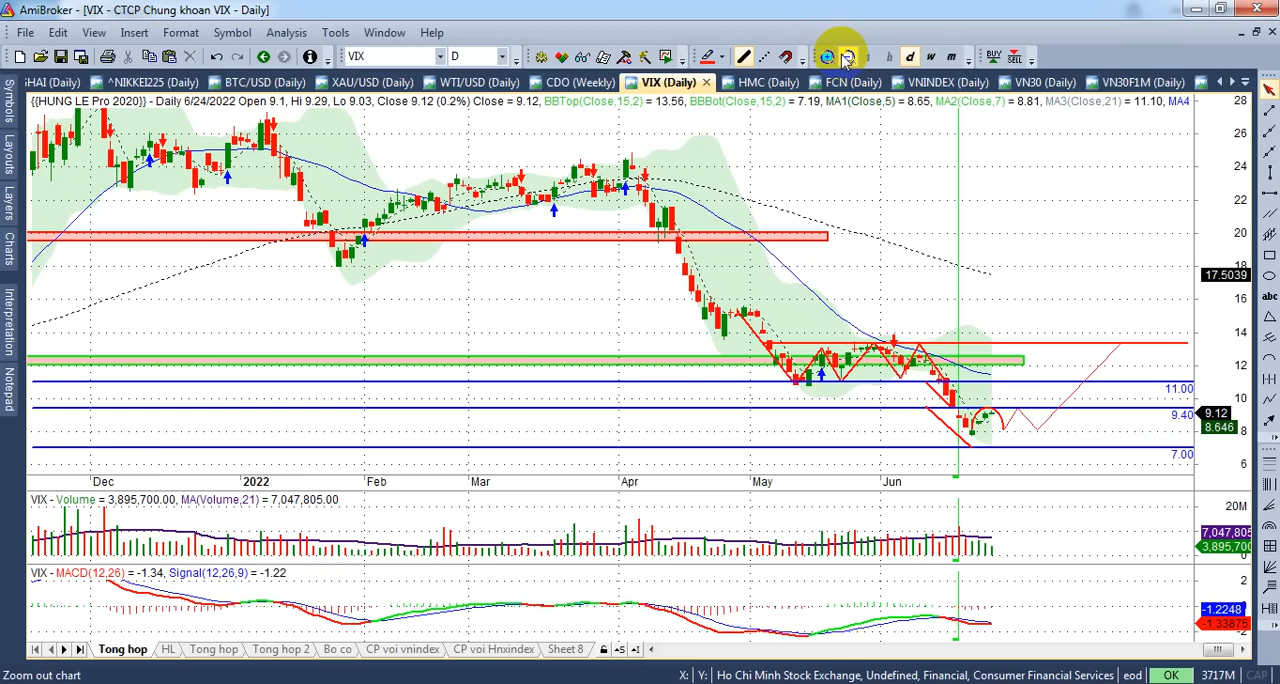 AmiBroker - [VIX - CTCP Chung khoan VIX - Daily]
File Edit View Insert Format Symbol Analysis Tools Window Help
VIX D h d w m BUY SELL
HAI (Daily) ^NIKKEI225 (Daily) BTC/USD (Daily) XAU/USD (Daily) WTI/USD (Daily) CDO (Weekly) VIX (Daily) HMC (Daily) FCN (Daily) VNINDEX (Daily) VN30 (Daily) VN30F1M (Daily)
{{HUNG LE Pro 2020}} - Daily 6/24/2022 Open 9.1, Hi 9.29, Lo 9.03, Close 9.12 (0.2%) Close = 9.12, BBTop(Close,15,2) = 13.56, BBBot(Close,15,2) = 7.19, MA1(Close,5) = 8.65, MA2(Close,7) = 8.81, MA3(Close,21) = 11.10, MA4
28
26
24
22
20
18
17.5039
16
14
12
11.00
10
9.40
9.12
8.646
8
7.00
6
Dec 2022 Feb Mar Apr May Jun
VIX - Volume = 3,895,700.00, MA(Volume,21) = 7,047,805.00
20M
7,047,805
3,895,700
VIX - MACD(12,26) = -1.34, Signal(12,26,9) = -1.22
2
0
-1.2248
-1.33875
-2
Tong hop HL Tong hop Tong hop 2 Bo co CP voi vnindex CP voi Hnxindex Sheet 8
Zoom out chart X: Y: Ho Chi Minh Stock Exchange, Undefined, Financial, Consumer Financial Services eod OK 3717M CAP
Symbols
Layouts
Layers
Charts
Interpretation
Notepad
abc